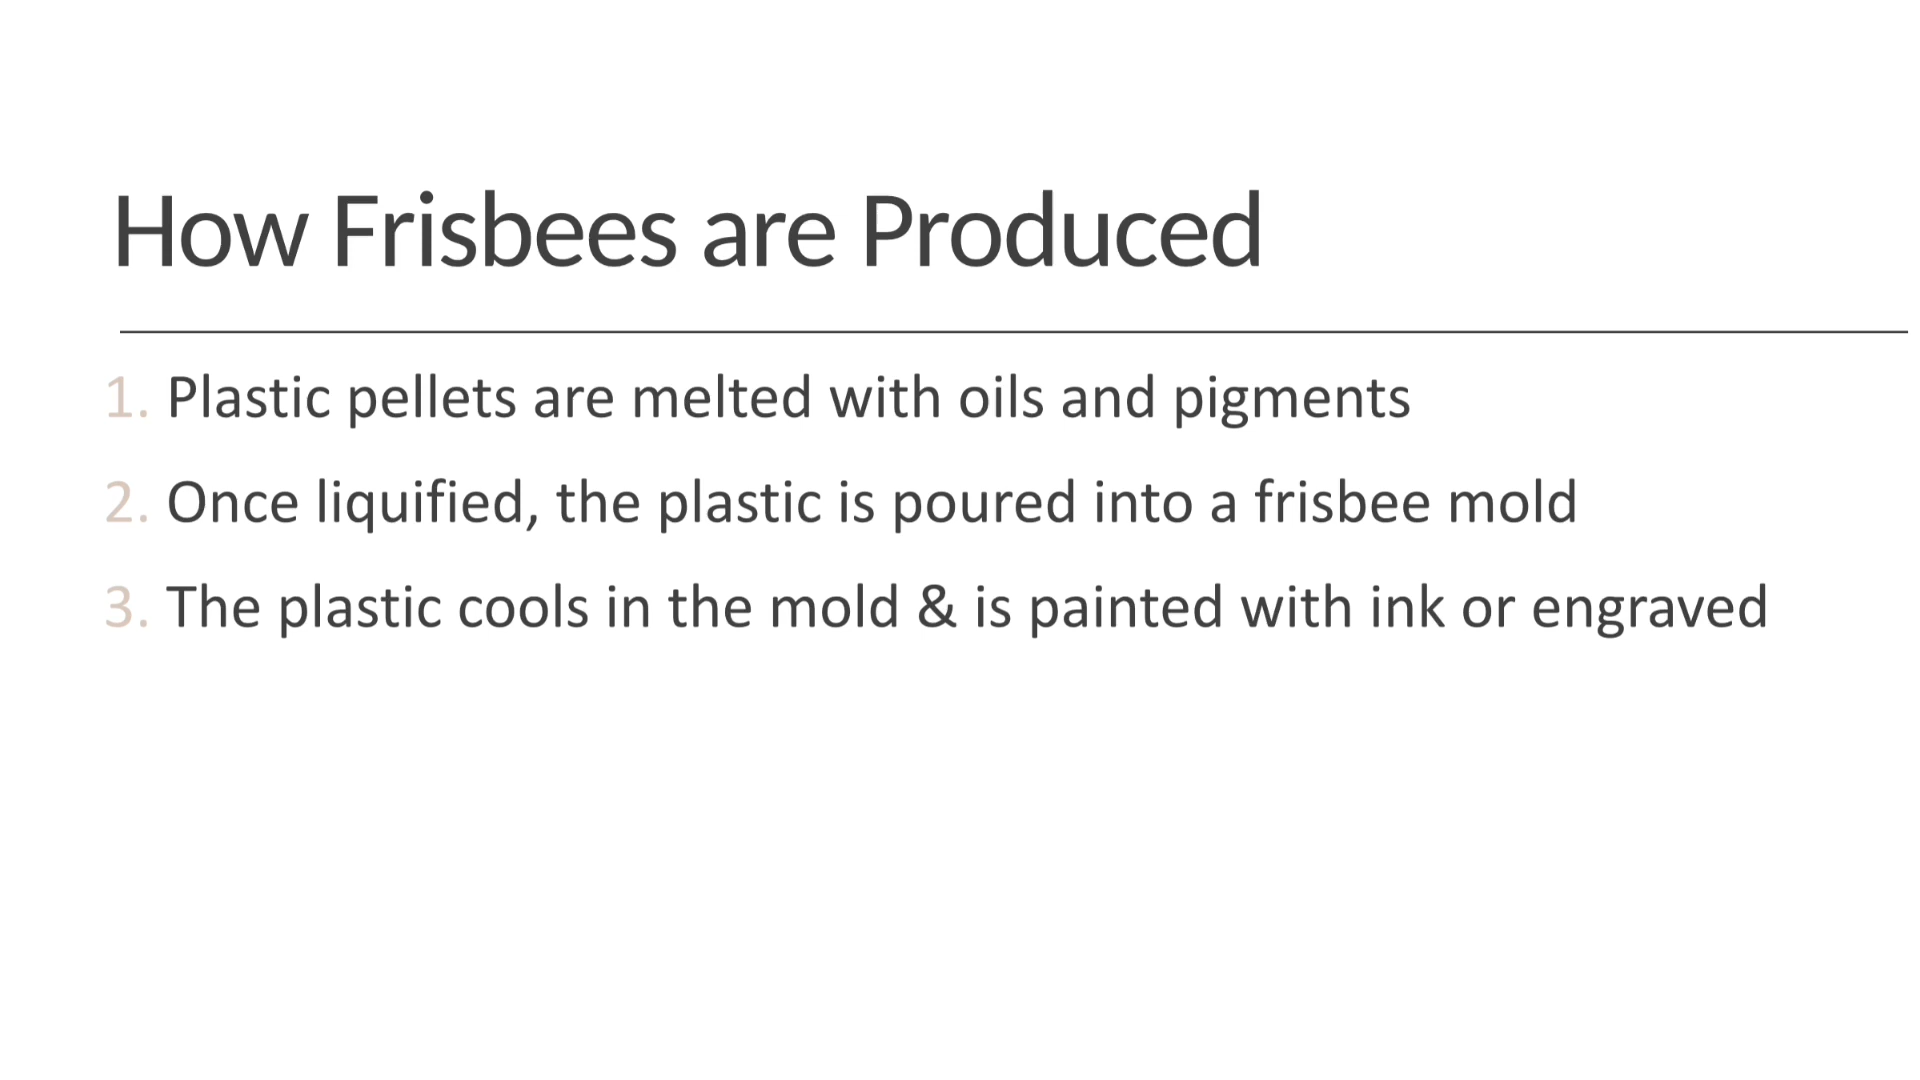 How Frisbees are Produced
1. Plastic pellets are melted with oils and pigments
2. Once liquified, the plastic is poured into a frisbee mold
3. The plastic cools in the mold & is painted with ink or engraved